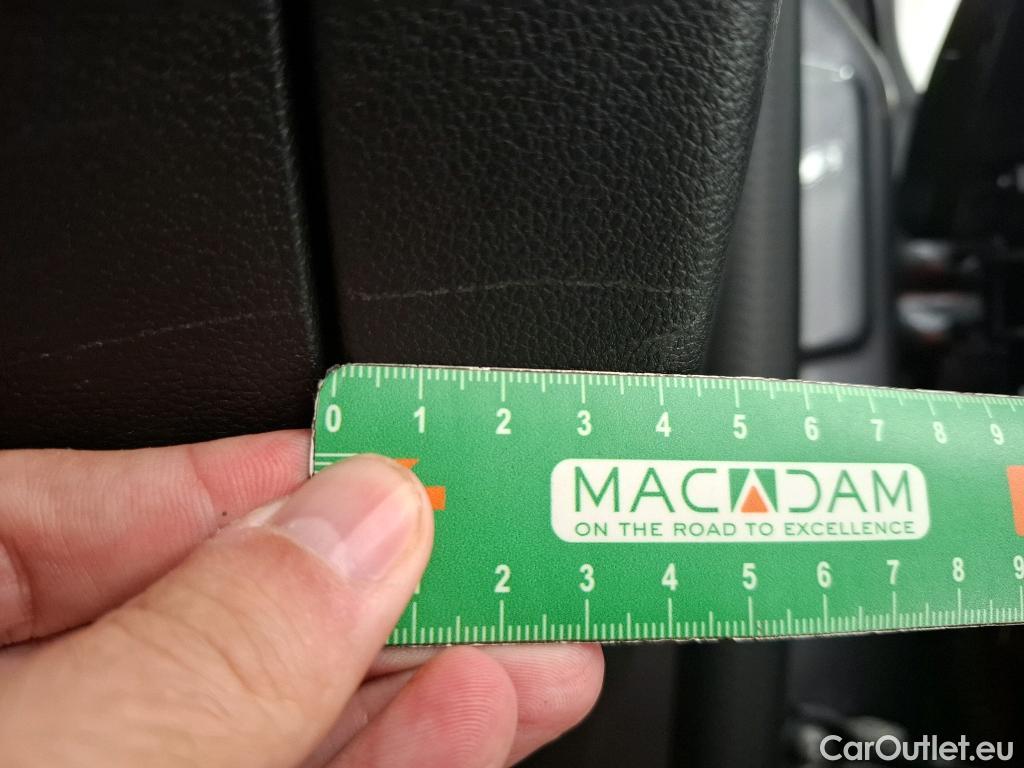 0 1 2 3 4 5 6 7 8 9
MACADAM
ON THE ROAD TO EXCELLENCE
1 2 3 4 5 6 7 8 9
CarOutlet.eu